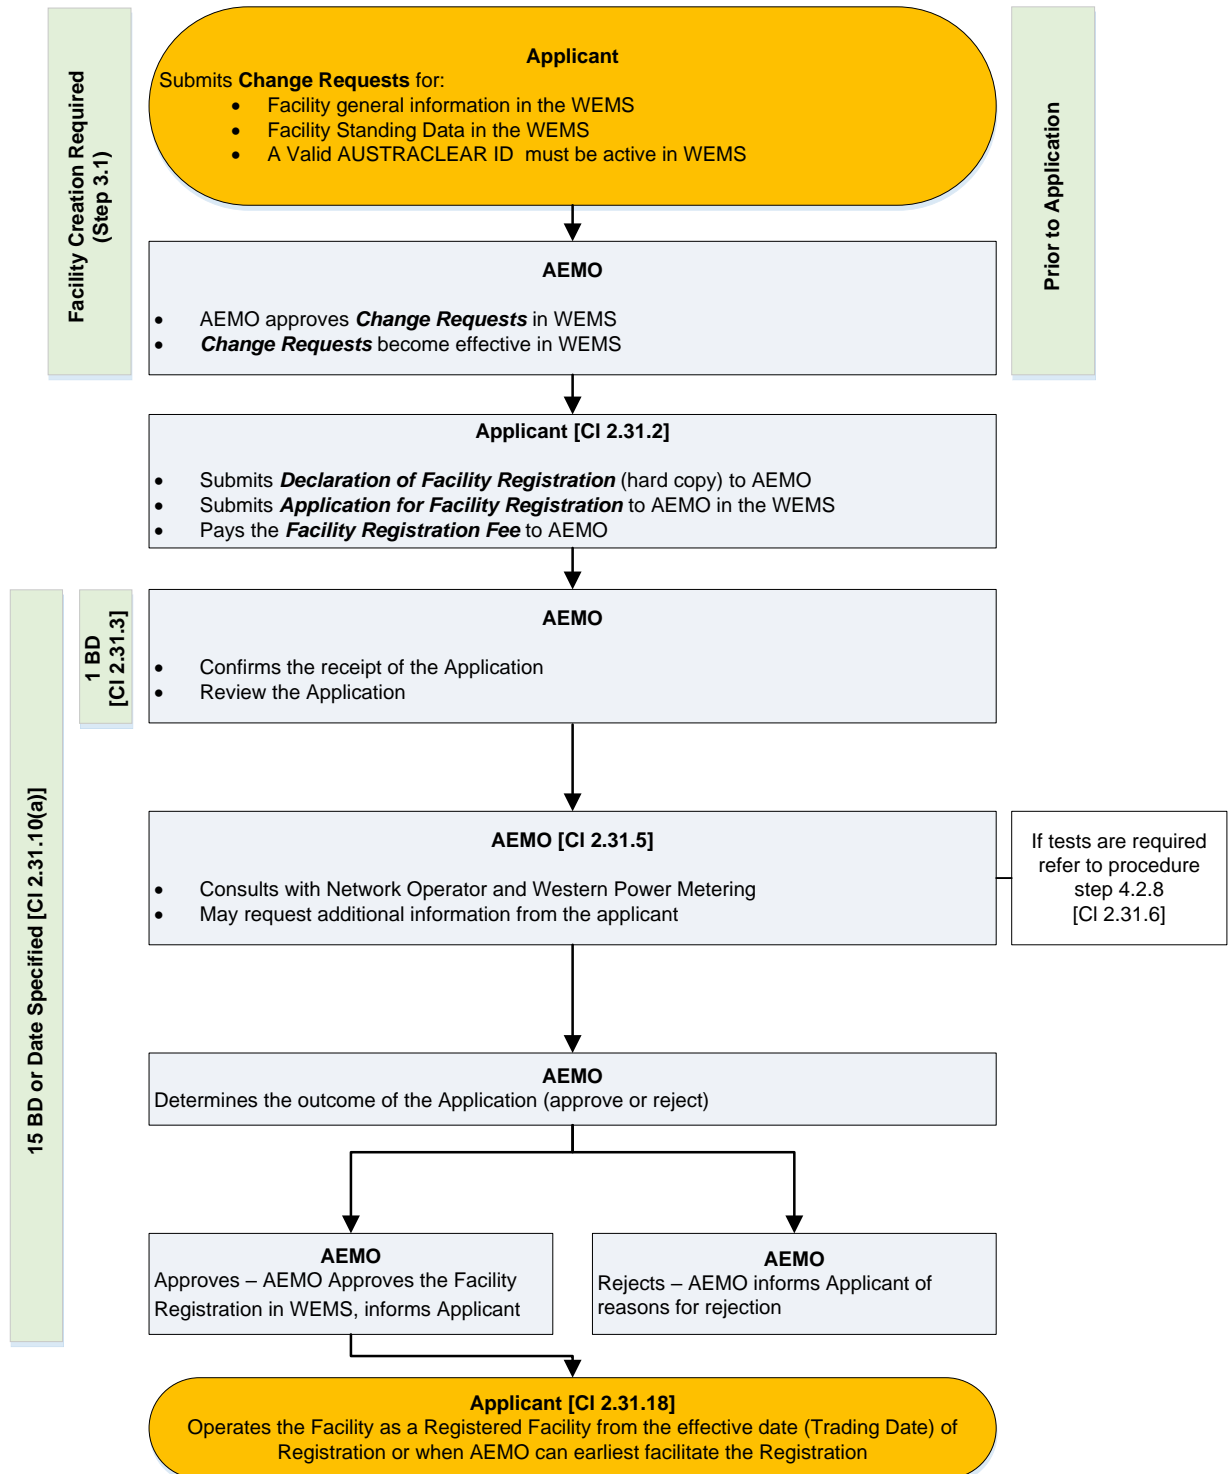 Facility Creation Required
(Step 3.1)
Prior to Application
Applicant
Submits Change Requests for:
• Facility general information in the WEMS
• Facility Standing Data in the WEMS
• A Valid AUSTRACLEAR ID must be active in WEMS
AEMO
• AEMO approves Change Requests in WEMS
• Change Requests become effective in WEMS
Applicant [Cl 2.31.2]
• Submits Declaration of Facility Registration (hard copy) to AEMO
• Submits Application for Facility Registration to AEMO in the WEMS
• Pays the Facility Registration Fee to AEMO
15 BD or Date Specified [Cl 2.31.10(a)]
1 BD
[Cl 2.31.3]
AEMO
• Confirms the receipt of the Application
• Review the Application
AEMO [Cl 2.31.5]
• Consults with Network Operator and Western Power Metering
• May request additional information from the applicant
If tests are required
refer to procedure
step 4.2.8
[Cl 2.31.6]
AEMO
Determines the outcome of the Application (approve or reject)
AEMO
Approves – AEMO Approves the Facility
Registration in WEMS, informs Applicant
AEMO
Rejects – AEMO informs Applicant of
reasons for rejection
Applicant [Cl 2.31.18]
Operates the Facility as a Registered Facility from the effective date (Trading Date) of
Registration or when AEMO can earliest facilitate the Registration